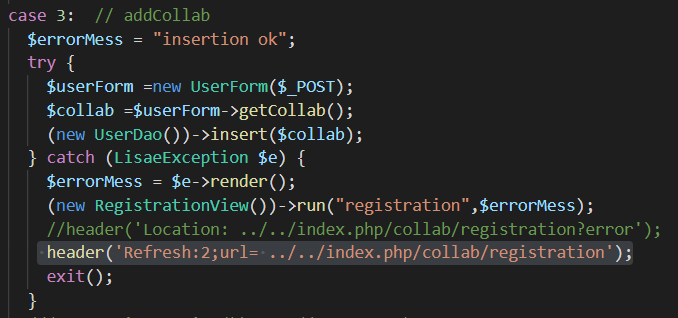 case 3:  // addCollab
  $errorMess = "insertion ok";
  try {
    $userForm =new UserForm($_POST);
    $collab =$userForm->getCollab();
    (new UserDao())->insert($collab);
  } catch (LisaeException $e) {
    $errorMess = $e->render();
    (new RegistrationView())->run("registration",$errorMess);
    //header('Location: ../../index.php/collab/registration?error');
    header('Refresh:2;url= ../../index.php/collab/registration');
    exit();
  }